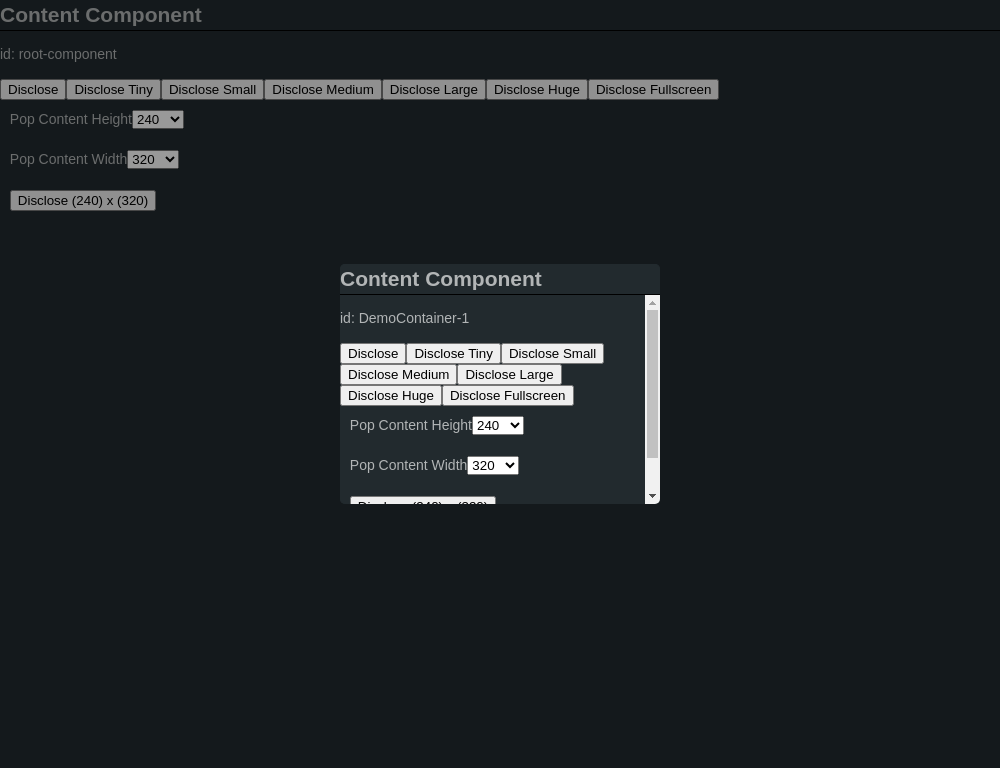 Content Component
id: root-component
Disclose Disclose Tiny Disclose Small Disclose Medium Disclose Large Disclose Huge Disclose Fullscreen
Pop Content Height 240
Pop Content Width 320
Disclose (240) x (320)
Content Component
id: DemoContainer-1
Disclose Disclose Tiny Disclose Small
Disclose Medium Disclose Large
Disclose Huge Disclose Fullscreen
Pop Content Height 240
Pop Content Width 320